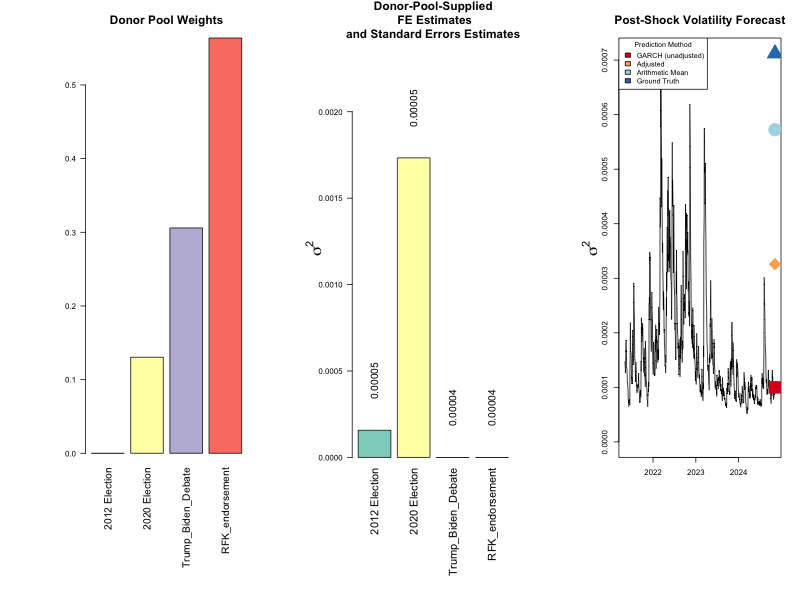 Donor Pool Weights
0.5
0.4
0.3
0.2
0.1
0.0
2012 Election
2020 Election
Trump_Biden_Debate
RFK_endorsement
Donor-Pool-Supplied
FE Estimates
and Standard Errors Estimates
σ2
0.0020
0.0015
0.0010
0.0005
0.0000
0.00005
0.00005
0.00004
0.00004
2012 Election
2020 Election
Trump_Biden_Debate
RFK_endorsement
Post-Shock Volatility Forecast
σ2
0.0007
0.0006
0.0005
0.0004
0.0003
0.0002
0.0001
0.0000
Prediction Method
GARCH (unadjusted)
Adjusted
Arithmetic Mean
Ground Truth
2022
2023
2024